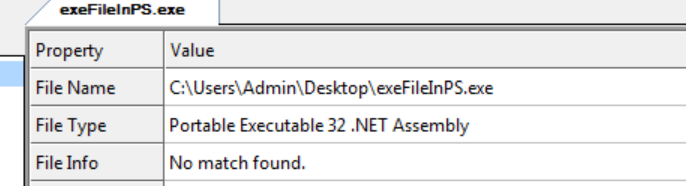 exeFileInPS.exe
Property Value
File Name C:\Users\Admin\Desktop\exeFileInPS.exe
File Type Portable Executable 32 .NET Assembly
File Info No match found.